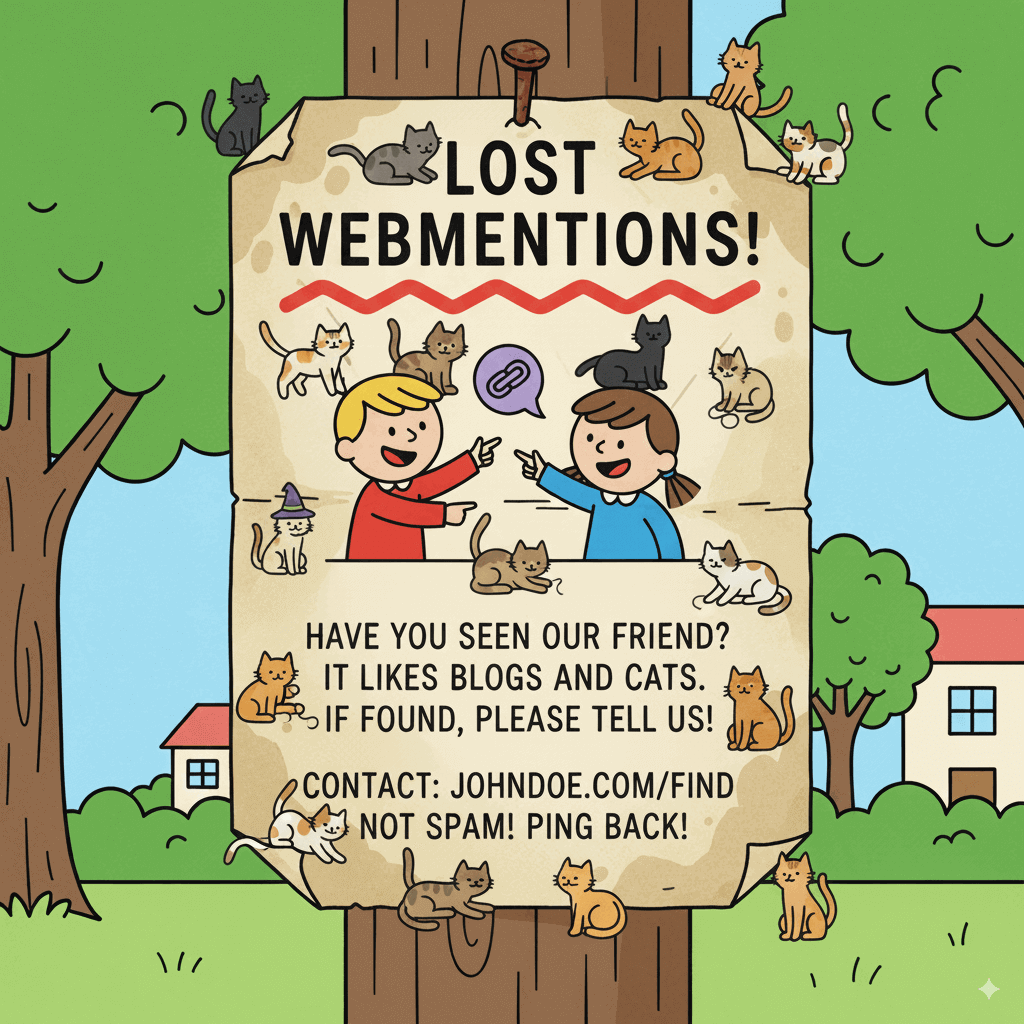 LOST
WEBMENTIONS!
HAVE YOU SEEN OUR FRIEND?
IT LIKES BLOGS AND CATS.
IF FOUND, PLEASE TELL US!
CONTACT: JOHNDOE.COM/FIND
NOT SPAM! PING BACK!